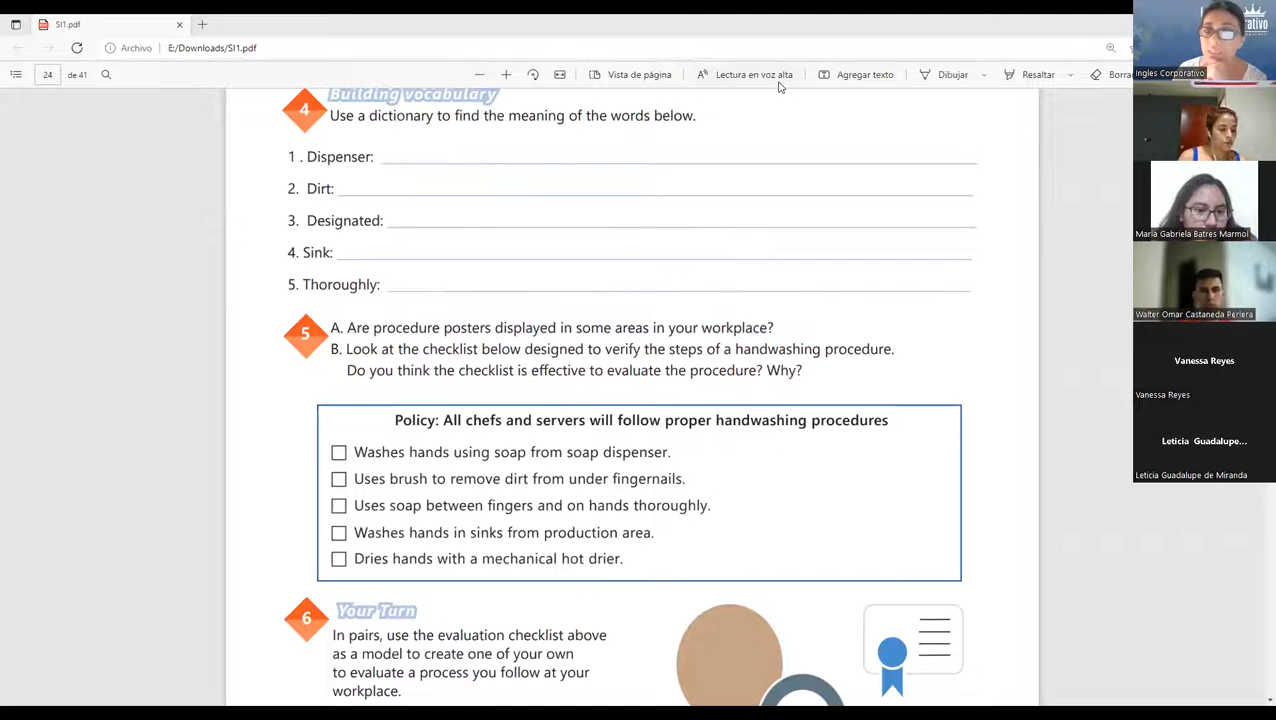 SI1.pdf
Archivo
E:/Downloads/SI1.pdf
24
de 41
Vista de página
Lectura en voz alta
Agregar texto
Dibujar
Resaltar
Borrar
4
Building vocabulary
Use a dictionary to find the meaning of the words below.
1 . Dispenser:
2. Dirt:
3. Designated:
4. Sink:
5. Thoroughly:
5
A. Are procedure posters displayed in some areas in your workplace?
B. Look at the checklist below designed to verify the steps of a handwashing procedure.
Do you think the checklist is effective to evaluate the procedure? Why?
Policy: All chefs and servers will follow proper handwashing procedures
Washes hands using soap from soap dispenser.
Uses brush to remove dirt from under fingernails.
Uses soap between fingers and on hands thoroughly.
Washes hands in sinks from production area.
Dries hands with a mechanical hot drier.
6
Your Turn
In pairs, use the evaluation checklist above
as a model to create one of your own
to evaluate a process you follow at your
workplace.
Ingles Corporativo
María Gabriela Batres Marmol
Walter Omar Castaneda Perlera
Vanessa Reyes
Vanessa Reyes
Leticia Guadalupe...
Leticia Guadalupe de Miranda